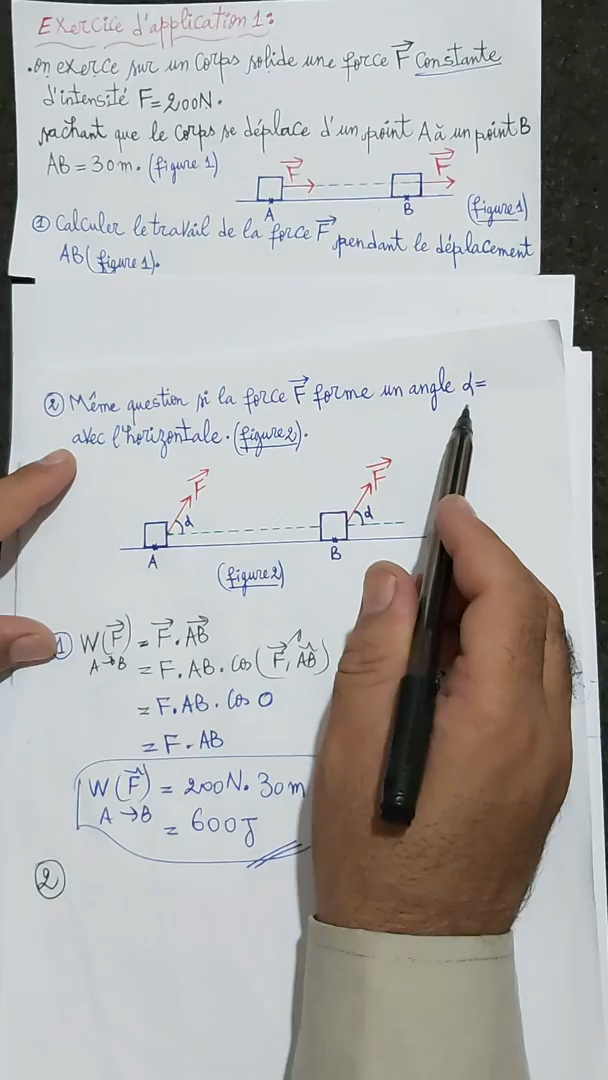 Exercice d'application 1:
.on exerce sur un corps solide une force F⃗ constante
d'intensité F=200N.
sachant que le corps se déplace d'un point A à un point B
AB = 30m. (figure 1)
F⃗ F⃗
A B (figure 1)
① Calculer le travail de la force F⃗ pendant le déplacement
AB (figure 1).
② Même question si la force F⃗ forme un angle α=
avec l'horizontale. (figure 2).
F⃗ F⃗
α α
A B
(figure 2)
① W(F⃗) = F⃗ . AB⃗
A→B = F. AB. cos(F⃗, AB⃗)
= F. AB. cos 0
= F. AB
W(F⃗) = 200N. 30m
A→B
= 600J
②